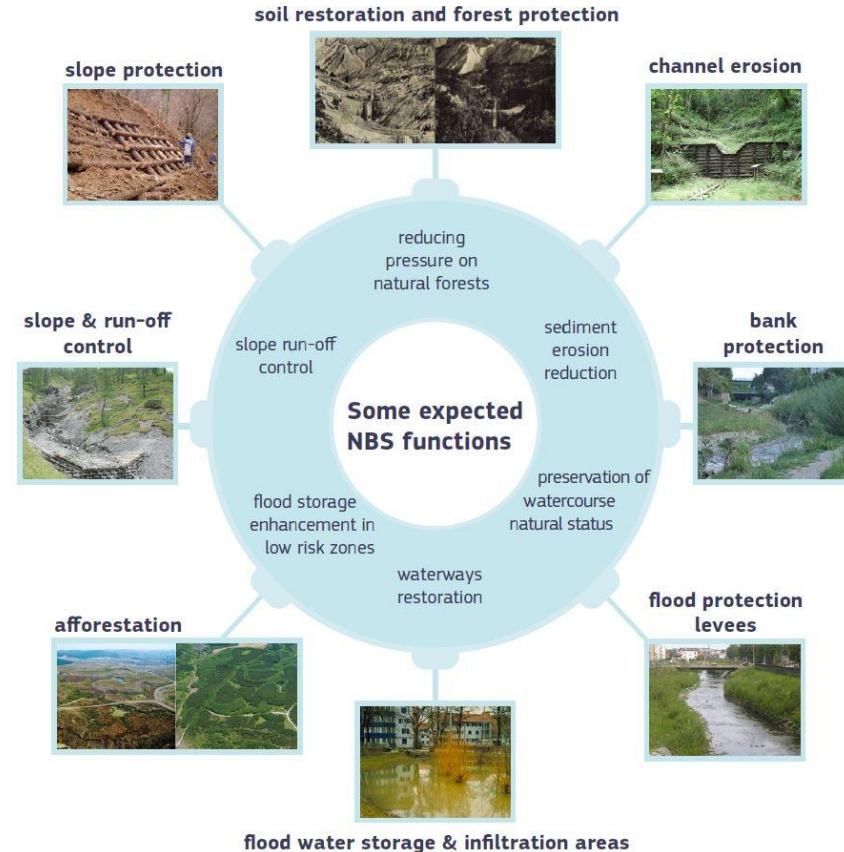 soil restoration and forest protection
slope protection
channel erosion
reducing
pressure on
natural forests
slope & run-off
control
slope run-off
control
sediment
erosion
reduction
bank
protection
Some expected
NBS functions
flood storage
enhancement in
low risk zones
preservation of
watercourse
natural status
waterways
restoration
afforestation
flood protection
levees
flood water storage & infiltration areas